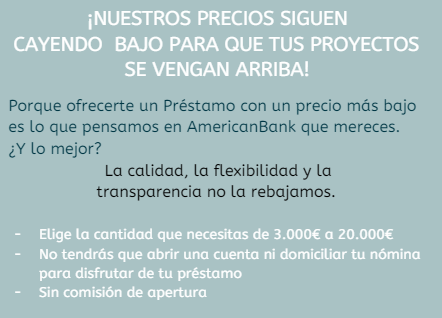 ¡NUESTROS PRECIOS SIGUEN
CAYENDO  BAJO PARA QUE TUS PROYECTOS
SE VENGAN ARRIBA!
Porque ofrecerte un Préstamo con un precio más bajo
es lo que pensamos en AmericanBank que mereces.
¿Y lo mejor?
La calidad, la flexibilidad y la
transparencia no la rebajamos.
- Elige la cantidad que necesitas de 3.000€ a 20.000€
- No tendrás que abrir una cuenta ni domiciliar tu nómina
para disfrutar de tu préstamo
- Sin comisión de apertura